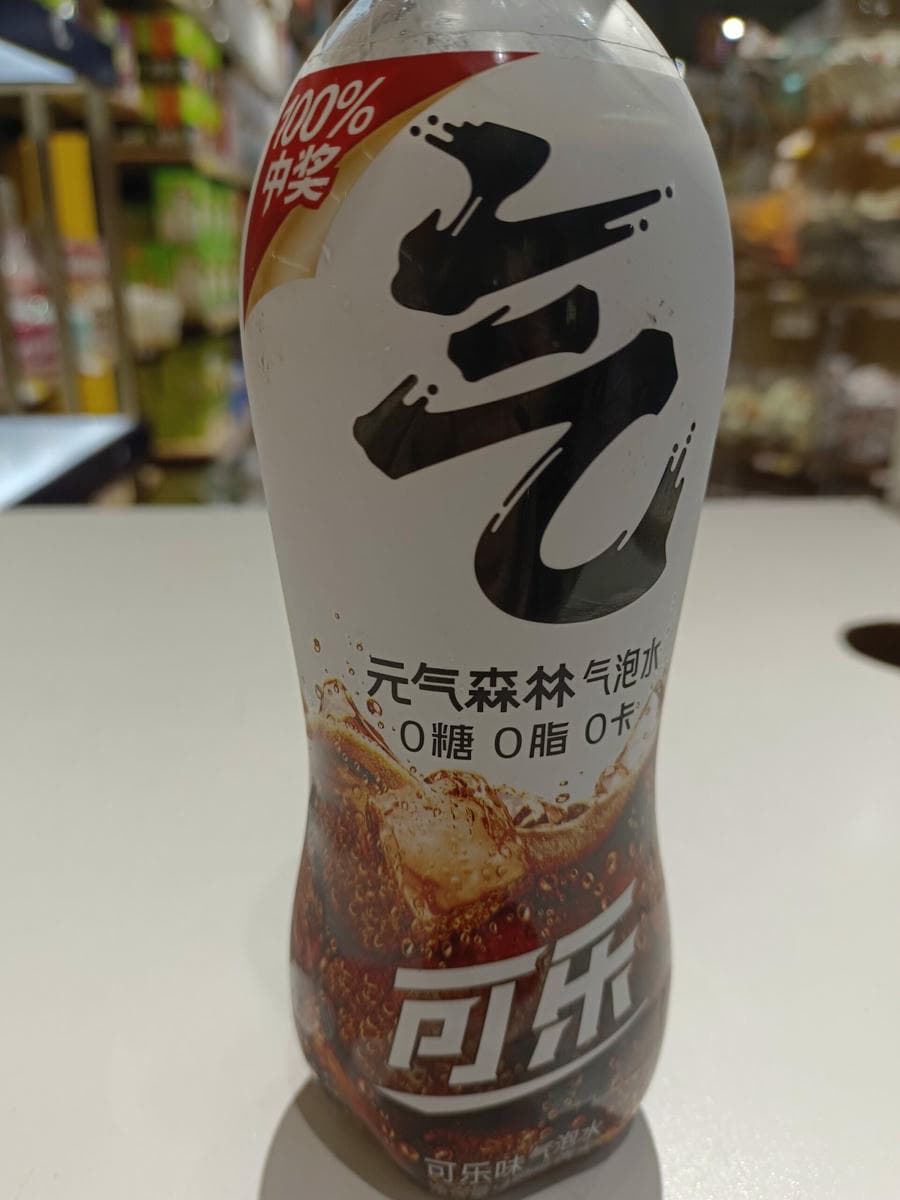 100%
中奖
气
元气森林 气泡水
0糖 0脂 0卡
可乐
可乐味 气泡水